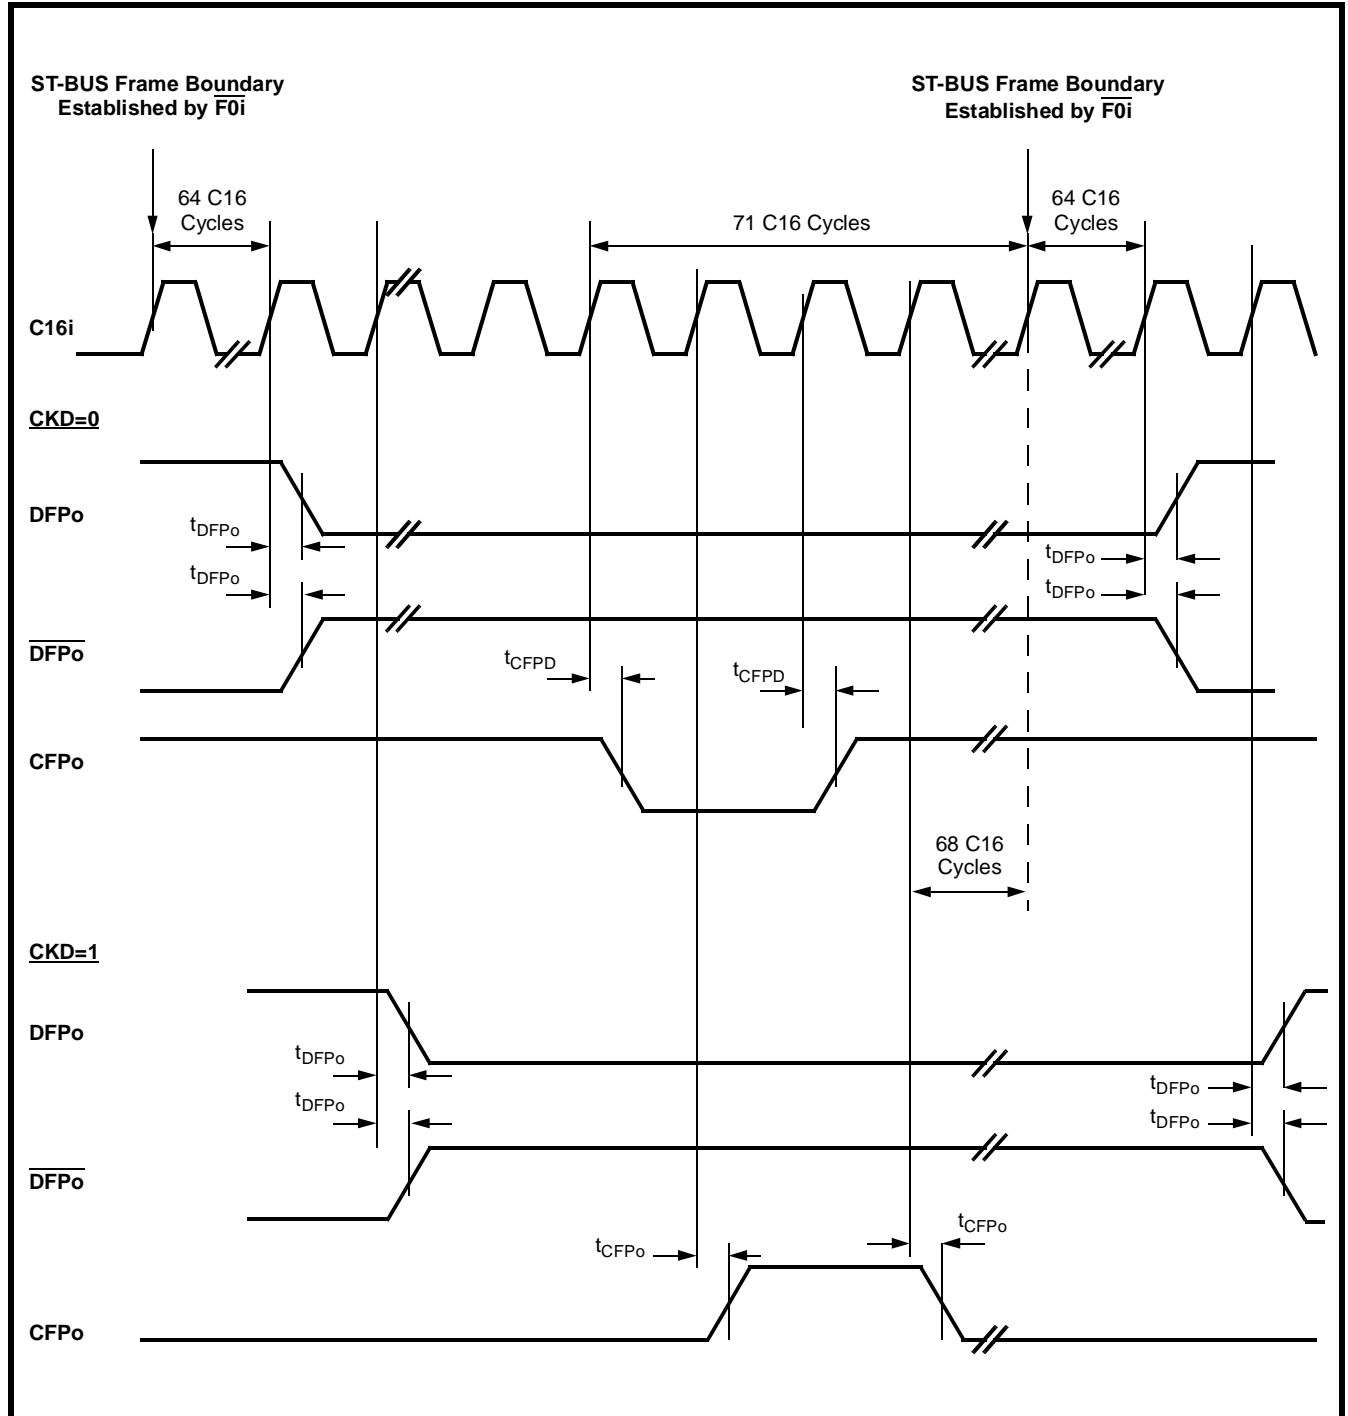 ST-BUS Frame Boundary
Established by F0i
ST-BUS Frame Boundary
Established by F0i
64 C16
Cycles
71 C16 Cycles
64 C16
Cycles
C16i
CKD=0
DFPo
tDFPo
tDFPo
tDFPo
tDFPo
DFPo
tCFPD
tCFPD
CFPo
68 C16
Cycles
CKD=1
DFPo
tDFPo
tDFPo
tDFPo
tDFPo
DFPo
tCFPo
tCFPo
CFPo